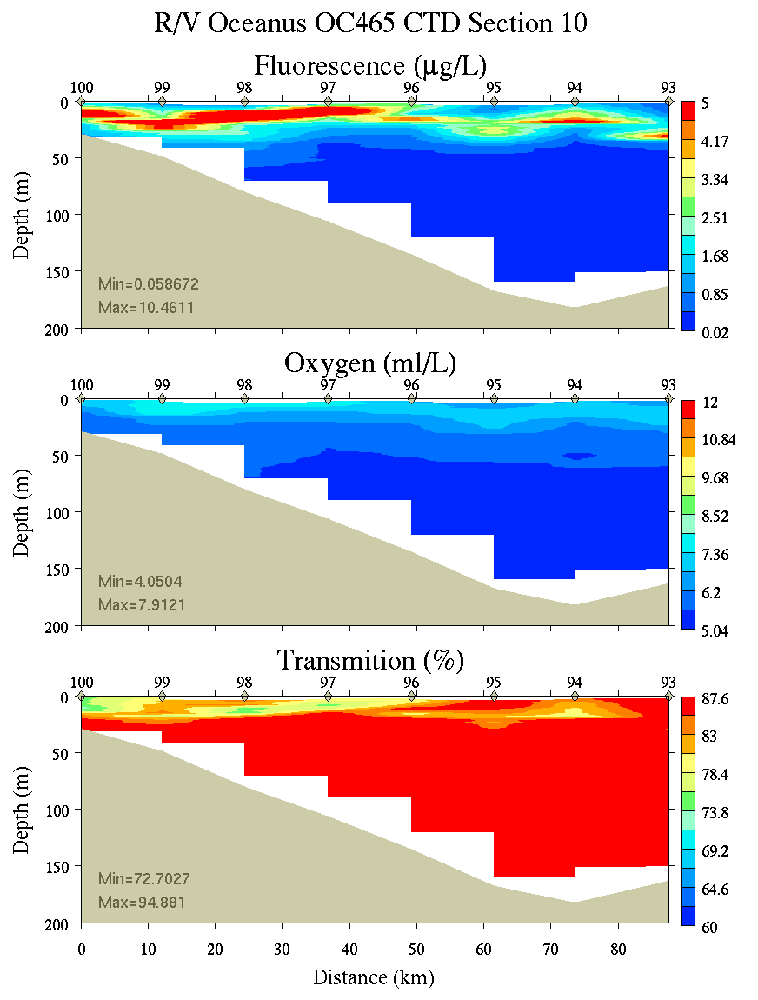 R/V Oceanus OC465 CTD Section 10
Fluorescence (μg/L)
100 99 98 97 96 95 94 93
0
50
100
150
200
Depth (m)
Min=0.058672
Max=10.4611
5
4.17
3.34
2.51
1.68
0.85
0.02
Oxygen (ml/L)
100 99 98 97 96 95 94 93
0
50
100
150
200
Depth (m)
Min=4.0504
Max=7.9121
12
10.84
9.68
8.52
7.36
6.2
5.04
Transmition (%)
100 99 98 97 96 95 94 93
0
50
100
150
200
Depth (m)
Min=72.7027
Max=94.881
87.6
83
78.4
73.8
69.2
64.6
60
0 10 20 30 40 50 60 70 80
Distance (km)